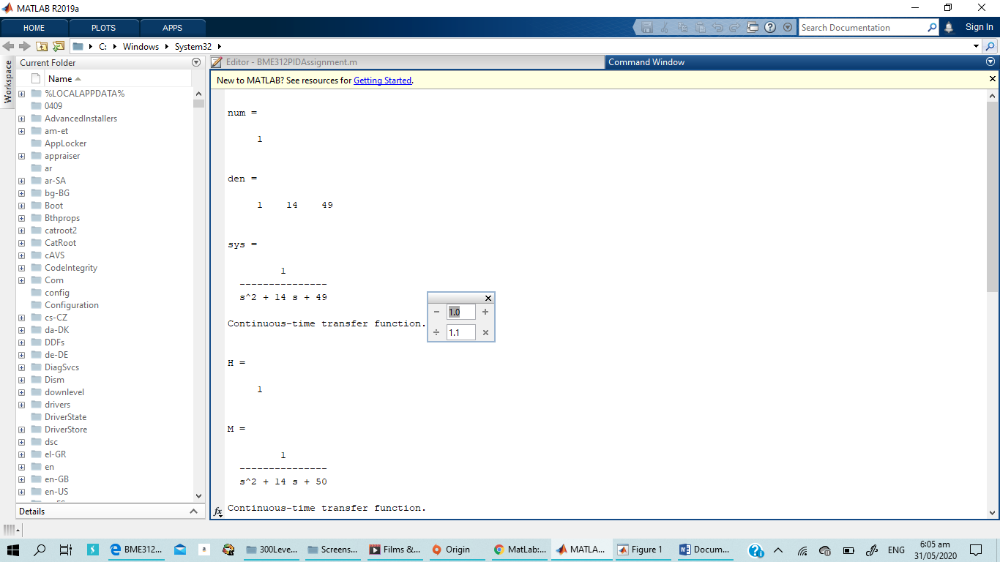 MATLAB R2019a
HOME PLOTS APPS Search Documentation Sign In
C: Windows System32
Workspace
Current Folder
Name
%LOCALAPPDATA%
0409
AdvancedInstallers
am-et
AppLocker
appraiser
ar
ar-SA
bg-BG
Boot
Bthprops
catroot2
CatRoot
cAVS
CodeIntegrity
Com
config
Configuration
cs-CZ
da-DK
DDFs
de-DE
DiagSvcs
Dism
downlevel
drivers
DriverState
DriverStore
dsc
el-GR
en
en-GB
en-US
Details
Editor - BME312PIDAssignment.m
Command Window
New to MATLAB? See resources for Getting Started.
num =
1
den =
1 14 49
sys =
1
---------------
s^2 + 14 s + 49
Continuous-time transfer function.
H =
1
M =
1
---------------
s^2 + 14 s + 50
Continuous-time transfer function.
fx
− 1.0 +
÷ 1.1 ×
BME312... 300Leve... Screens... Films &... Origin MatLab:... MATLA... Figure 1 Docum... ENG
6:05 am
31/05/2020